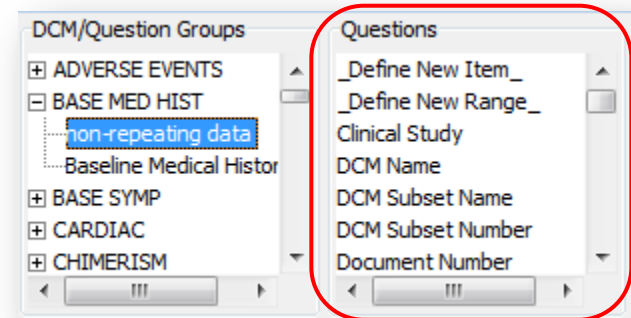 DCM/Question Groups
ADVERSE EVENTS
BASE MED HIST
non-repeating data
Baseline Medical Histor
BASE SYMP
CARDIAC
CHIMERISM
Questions
_Define New Item_
_Define New Range_
Clinical Study
DCM Name
DCM Subset Name
DCM Subset Number
Document Number